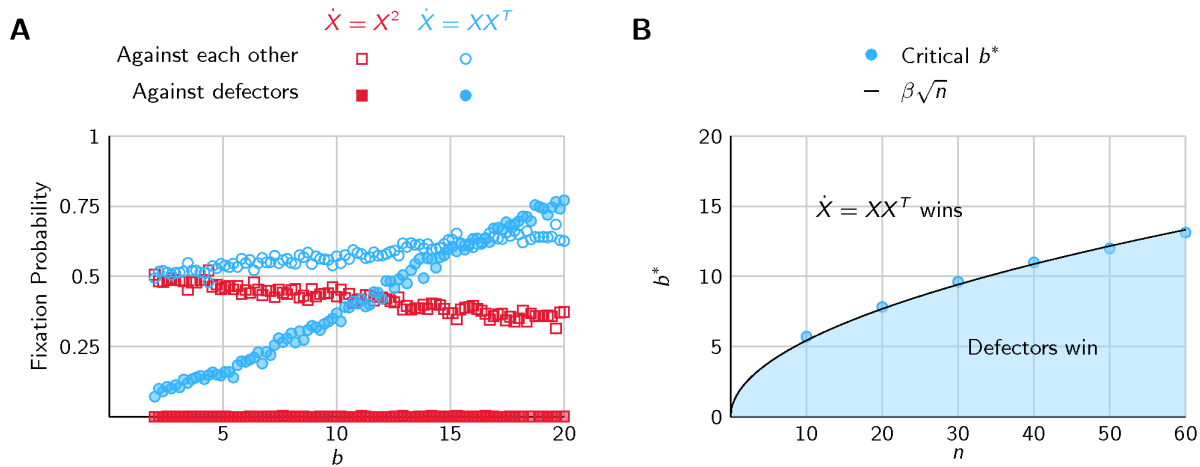 A
Ẋ = X² Ẋ = XXᵀ
Against each other
Against defectors
Fixation Probability
1
0.75
0.5
0.25
5 10 15 20
b
B
Critical b*
β√n
b*
20
15
10
5
0
Ẋ = XXᵀ wins
Defectors win
10 20 30 40 50 60
n